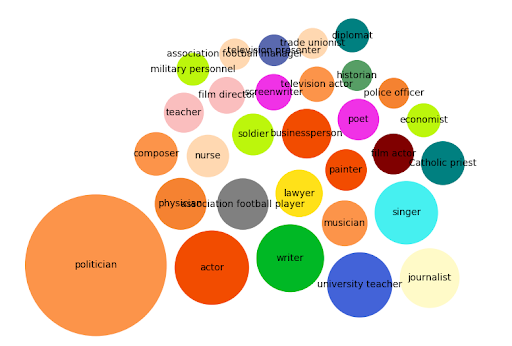 diplomat
trade unionist
television presenter
association football manager
military personnel
historian
television actor
screenwriter
police officer
film director
teacher
poet
economist
soldier
businessperson
composer
nurse
film actor
Catholic priest
painter
lawyer
physician
association football player
singer
musician
writer
politician
actor
journalist
university teacher